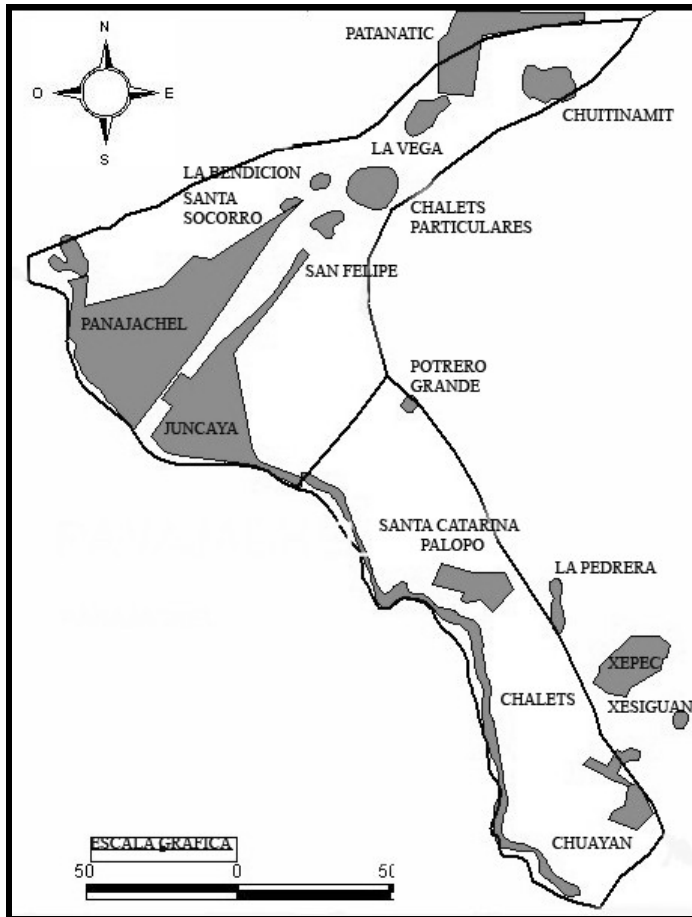 PATANATIC
N
O
E
S
CHUITINAMIT
LA VEGA
LA BENDICION
SANTA
SOCORRO
CHALETS
PARTICULARES
SAN FELIPE
PANAJACHEL
POTRERO
GRANDE
JUNCAYA
SANTA CATARINA
PALOPO
LA PEDRERA
XEPEC
CHALETS
XESIGUAN
ESCALA GRAFICA
CHUAYAN
50
0
50